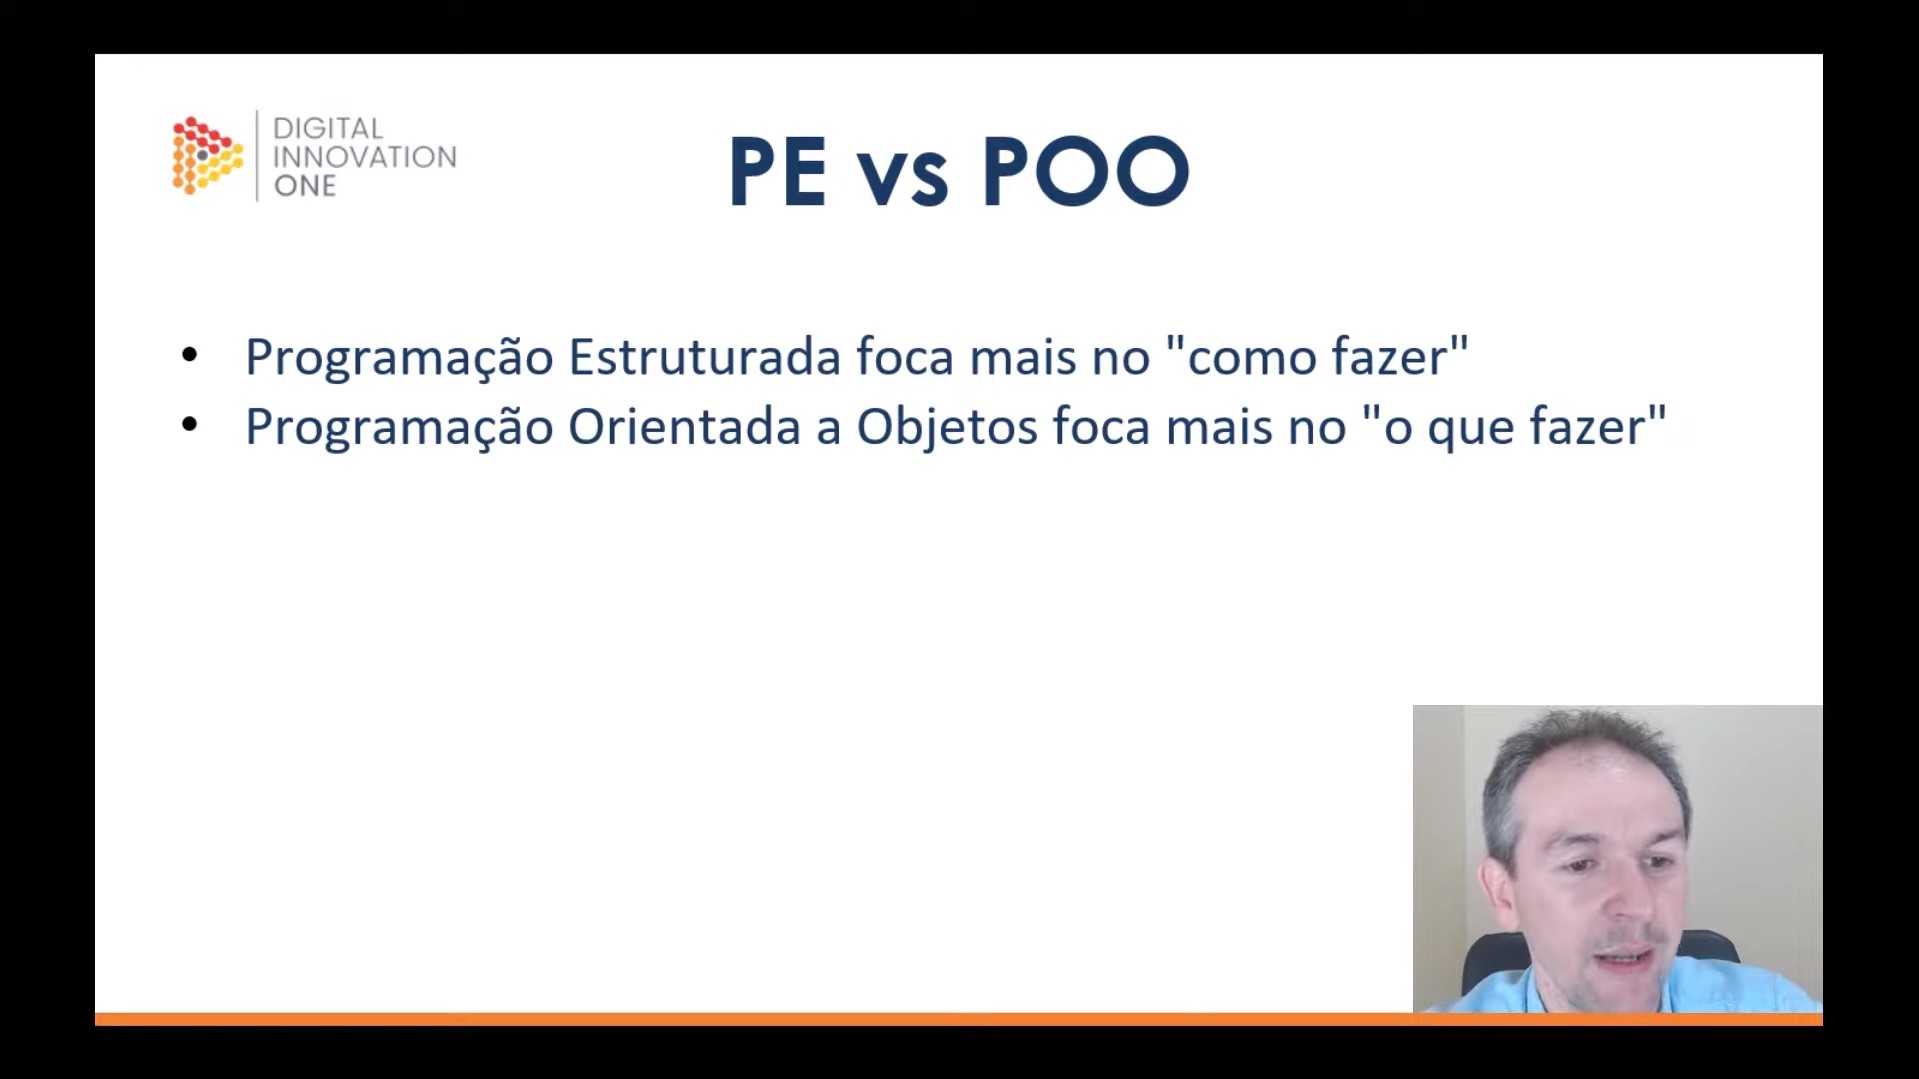 DIGITAL
INNOVATION
ONE
PE vs POO
• Programação Estruturada foca mais no "como fazer"
• Programação Orientada a Objetos foca mais no "o que fazer"